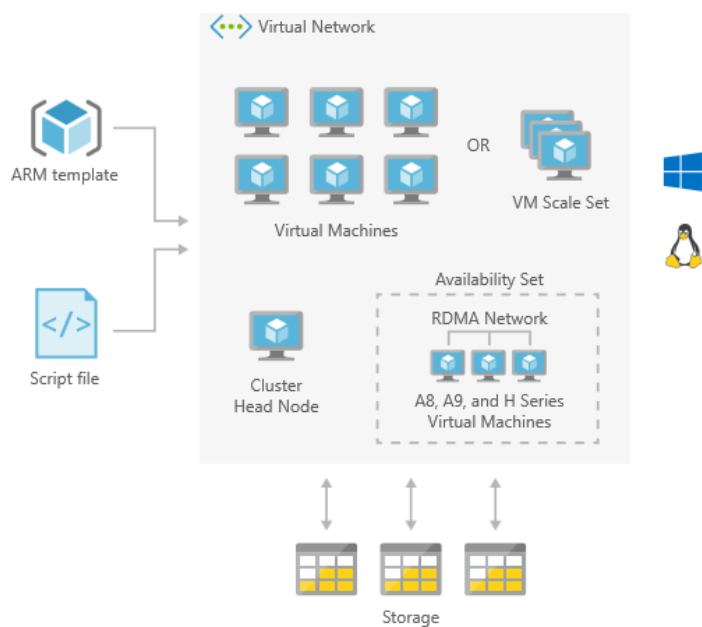 Virtual Network
ARM template
OR
VM Scale Set
Virtual Machines
Availability Set
RDMA Network
</>
Script file
Cluster
Head Node
A8, A9, and H Series
Virtual Machines
Storage